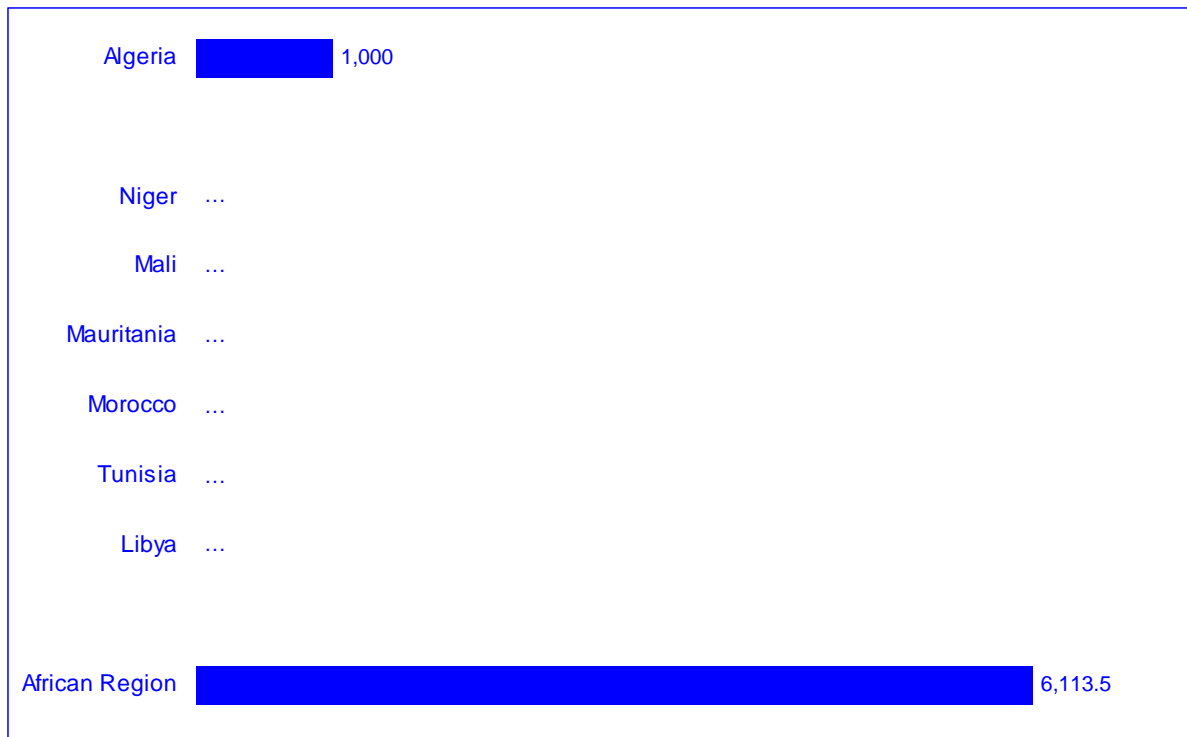 Algeria 1,000
Niger ...
Mali ...
Mauritania ...
Morocco ...
Tunisia ...
Libya ...
African Region 6,113.5